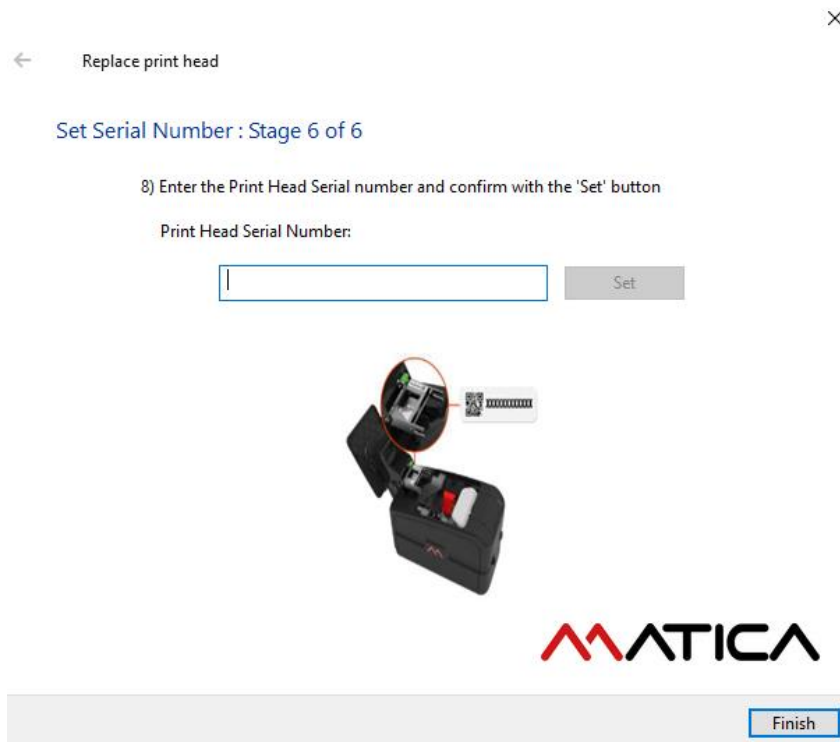 Replace print head
Set Serial Number : Stage 6 of 6
8) Enter the Print Head Serial number and confirm with the 'Set' button
Print Head Serial Number:
Set
MATICA
Finish